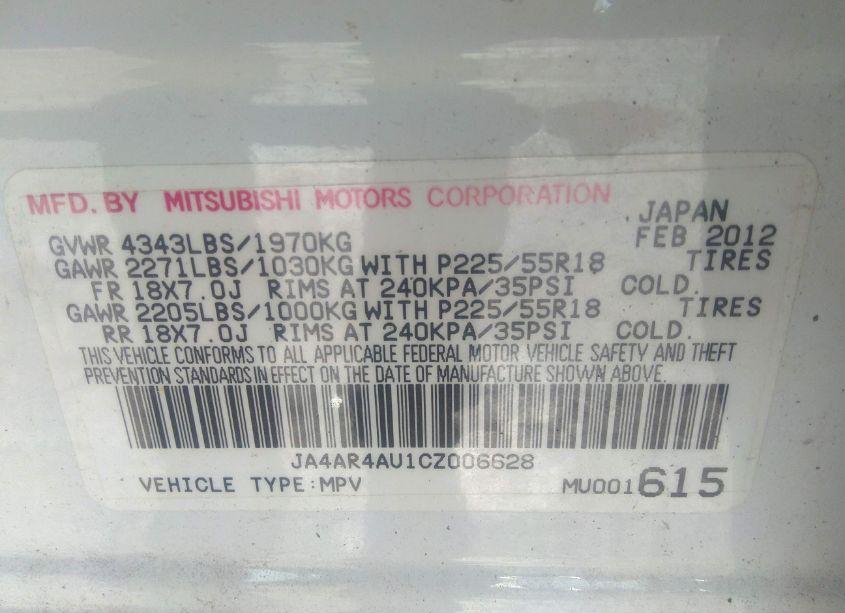 MFD. BY MITSUBISHI MOTORS CORPORATION JAPAN
GVWR 4343LBS/1970KG FEB 2012
GAWR 2271LBS/1030KG WITH P225/55R18 TIRES
FR 18X7.0J RIMS AT 240KPA/35PSI COLD.
GAWR 2205LBS/1000KG WITH P225/55R18 TIRES
RR 18X7.0J RIMS AT 240KPA/35PSI COLD.
THIS VEHICLE CONFORMS TO ALL APPLICABLE FEDERAL MOTOR VEHICLE SAFETY AND THEFT
PREVENTION STANDARDS IN EFFECT ON THE DATE OF MANUFACTURE SHOWN ABOVE.
JA4AR4AU1CZ006628
VEHICLE TYPE:MPV MU001615